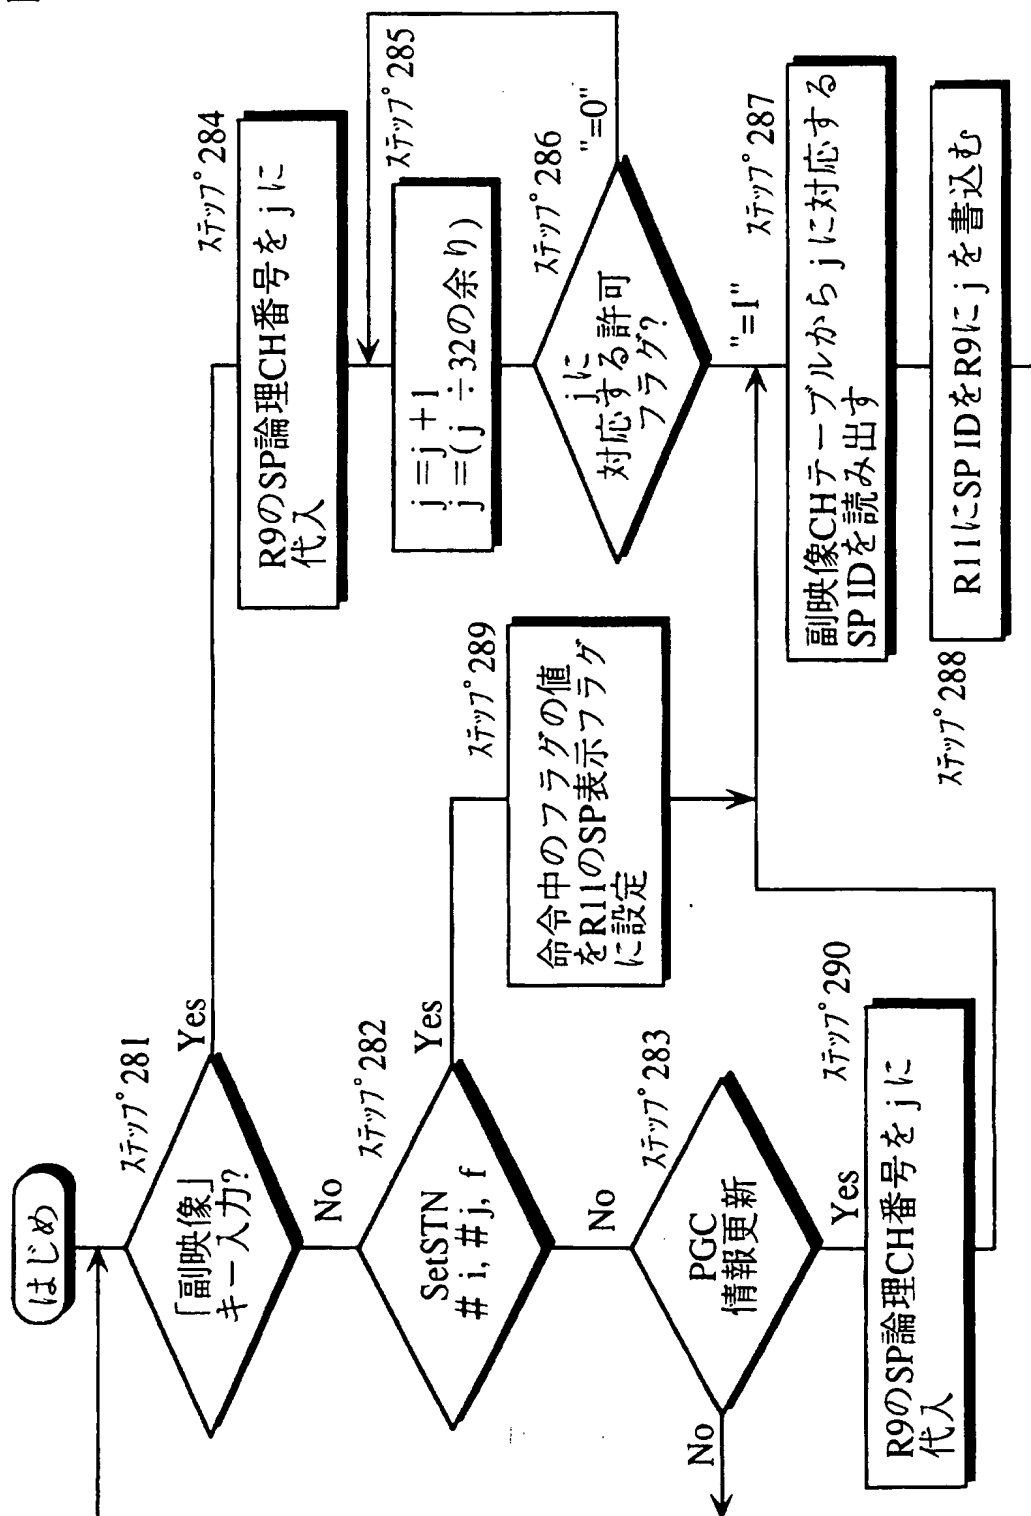 はじめ
ステップ281
「副映像」
キー入力?
Yes
No
ステップ282
SetSTN
# i, # j, f
Yes
No
ステップ283
PGC
情報更新
No
Yes
ステップ290
R9のSP論理CH番号を j に
代入
ステップ289
命令中のフラグの値
をR11のSP表示フラグ
に設定
ステップ284
R9のSP論理CH番号を j に
代入
ステップ285
j = j + 1
j =( j ÷32の余り)
ステップ286
j に
対応する許可
フラグ?
"=0"
"=1"
ステップ287
副映像CHテーブルから j に対応する
SP IDを読み出す
ステップ288
R11にSP IDをR9に j を書込む